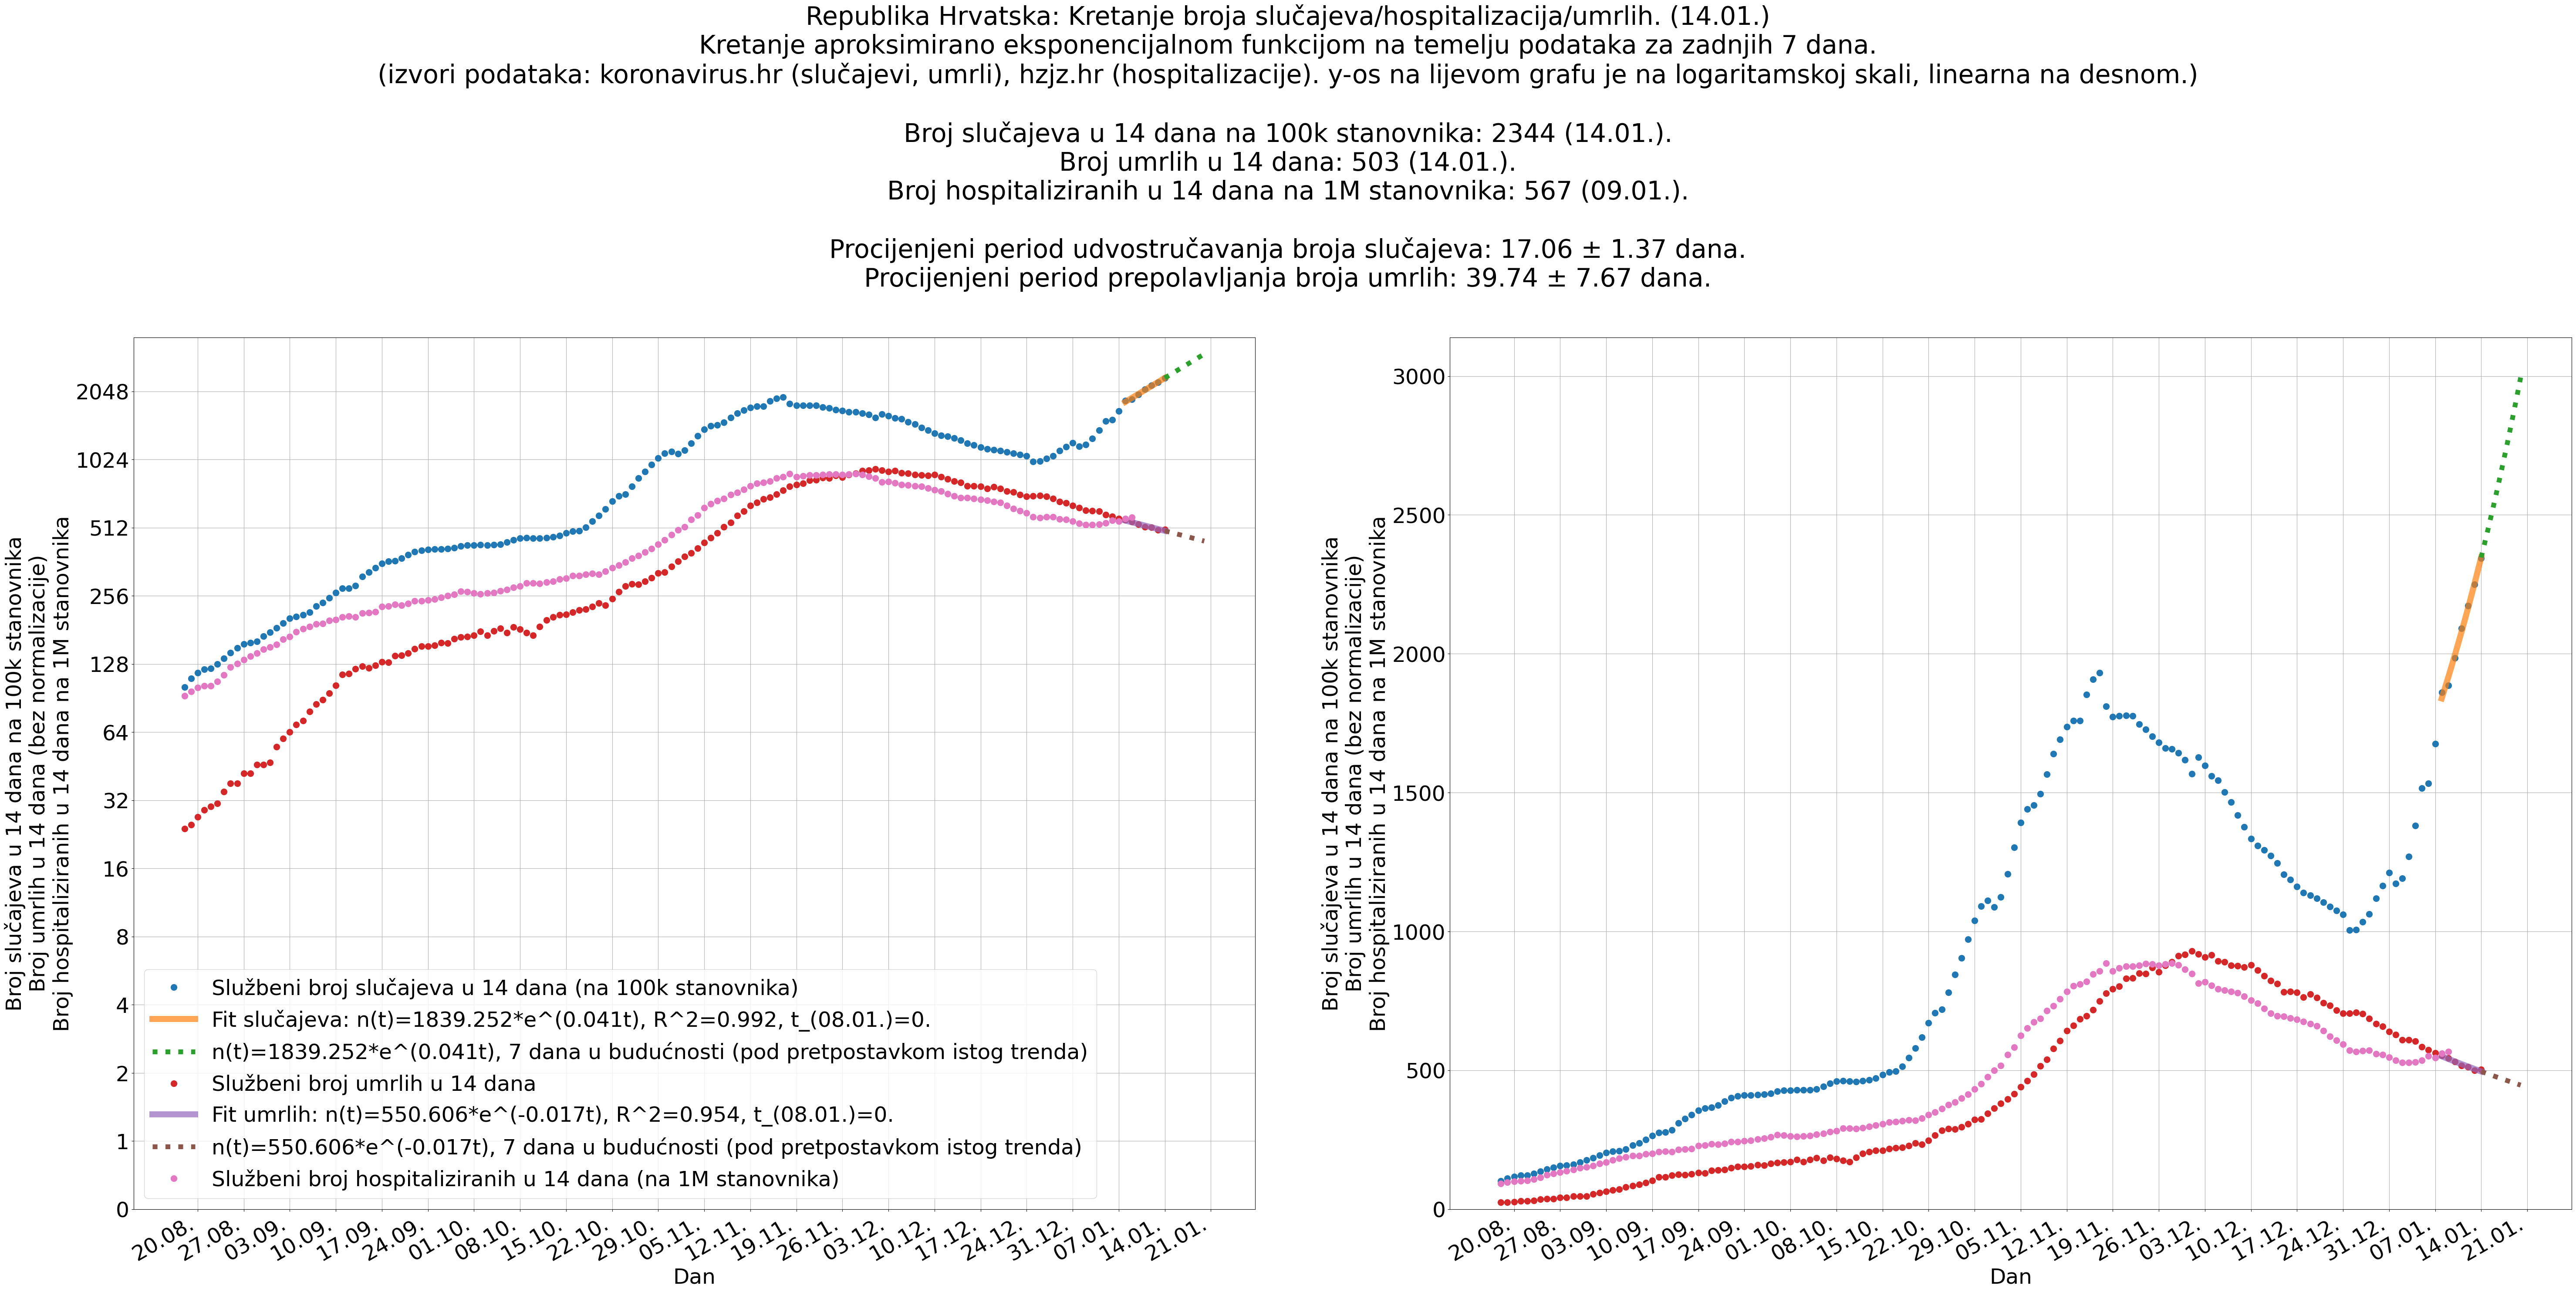 Republika Hrvatska: Kretanje broja slučajeva/hospitalizacija/umrlih. (14.01.)
Kretanje aproksimirano eksponencijalnom funkcijom na temelju podataka za zadnjih 7 dana.
(izvori podataka: koronavirus.hr (slučajevi, umrli), hzjz.hr (hospitalizacije). y-os na lijevom grafu je na logaritamskoj skali, linearna na desnom.)
Broj slučajeva u 14 dana na 100k stanovnika: 2344 (14.01.).
Broj umrlih u 14 dana: 503 (14.01.).
Broj hospitaliziranih u 14 dana na 1M stanovnika: 567 (09.01.).
Procijenjeni period udvostručavanja broja slučajeva: 17.06 ± 1.37 dana.
Procijenjeni period prepolavljanja broja umrlih: 39.74 ± 7.67 dana.
Broj slučajeva u 14 dana na 100k stanovnika
Broj umrlih u 14 dana (bez normalizacije)
Broj hospitaliziranih u 14 dana na 1M stanovnika
2048
1024
512
256
128
64
32
16
8
4
2
1
0
Službeni broj slučajeva u 14 dana (na 100k stanovnika)
Fit slučajeva: n(t)=1839.252*e^(0.041t), R^2=0.992, t_(08.01.)=0.
n(t)=1839.252*e^(0.041t), 7 dana u budućnosti (pod pretpostavkom istog trenda)
Službeni broj umrlih u 14 dana
Fit umrlih: n(t)=550.606*e^(-0.017t), R^2=0.954, t_(08.01.)=0.
n(t)=550.606*e^(-0.017t), 7 dana u budućnosti (pod pretpostavkom istog trenda)
Službeni broj hospitaliziranih u 14 dana (na 1M stanovnika)
20.08. 27.08. 03.09. 10.09. 17.09. 24.09. 01.10. 08.10. 15.10. 22.10. 29.10. 05.11. 12.11. 19.11. 26.11. 03.12. 10.12. 17.12. 24.12. 31.12. 07.01. 14.01. 21.01.
Dan
Broj slučajeva u 14 dana na 100k stanovnika
Broj umrlih u 14 dana (bez normalizacije)
Broj hospitaliziranih u 14 dana na 1M stanovnika
3000
2500
2000
1500
1000
500
0
20.08. 27.08. 03.09. 10.09. 17.09. 24.09. 01.10. 08.10. 15.10. 22.10. 29.10. 05.11. 12.11. 19.11. 26.11. 03.12. 10.12. 17.12. 24.12. 31.12. 07.01. 14.01. 21.01.
Dan